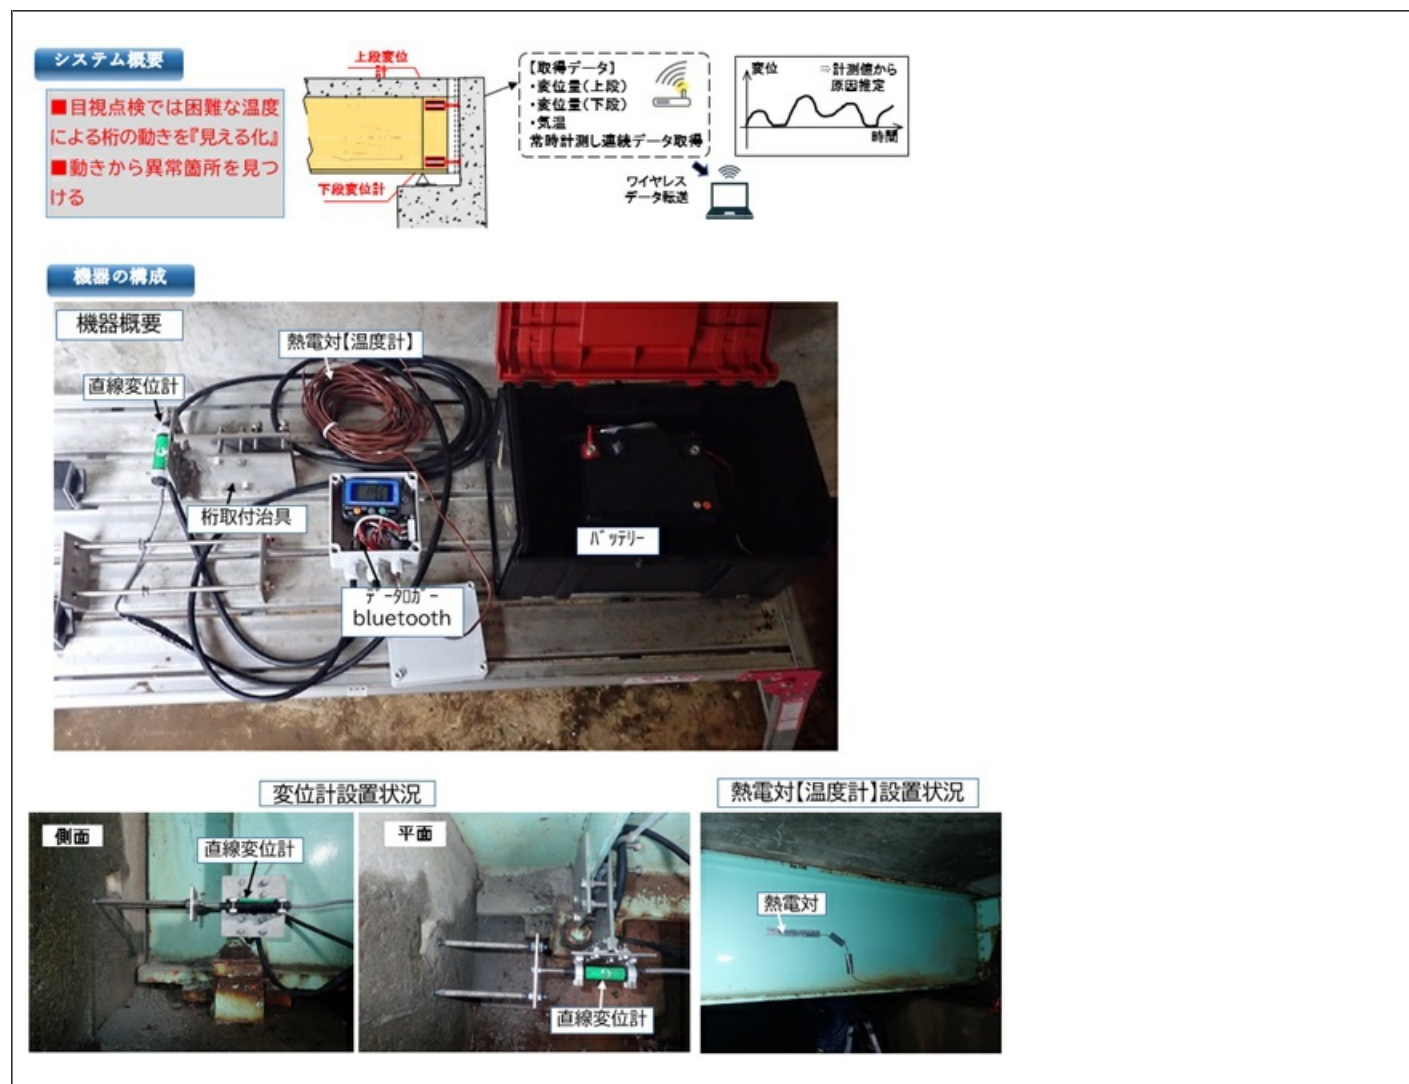 システム概要
■目視点検では困難な温度
による桁の動きを『見える化』
■動きから異常箇所を見つ
ける
上段変位
計
下段変位計
【取得データ】
・変位量(上段)
・変位量(下段)
・気温
常時計測し連続データ取得
ワイヤレス
データ転送
変位
⇒計測値から
原因推定
時間
機器の構成
機器概要
熱電対【温度計】
直線変位計
桁取付治具
バッテリー
データロガー
bluetooth
変位計設置状況
熱電対【温度計】設置状況
側面
直線変位計
平面
直線変位計
熱電対